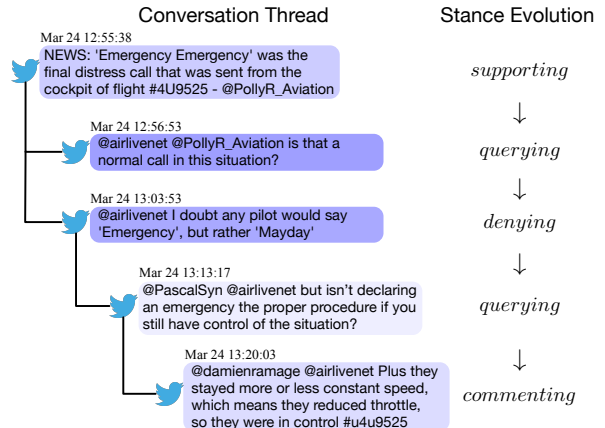 Conversation Thread
Stance Evolution
Mar 24 12:55:38
NEWS: 'Emergency Emergency' was the
final distress call that was sent from the
cockpit of flight #4U9525 - @PollyR_Aviation
supporting
↓
Mar 24 12:56:53
@airlivenet @PollyR_Aviation is that a
normal call in this situation?
querying
↓
Mar 24 13:03:53
@airlivenet I doubt any pilot would say
'Emergency', but rather 'Mayday'
denying
↓
Mar 24 13:13:17
@PascalSyn @airlivenet but isn't declaring
an emergency the proper procedure if you
still have control of the situation?
querying
↓
Mar 24 13:20:03
@damienramage @airlivenet Plus they
stayed more or less constant speed,
which means they reduced throttle,
so they were in control #u4u9525
commenting